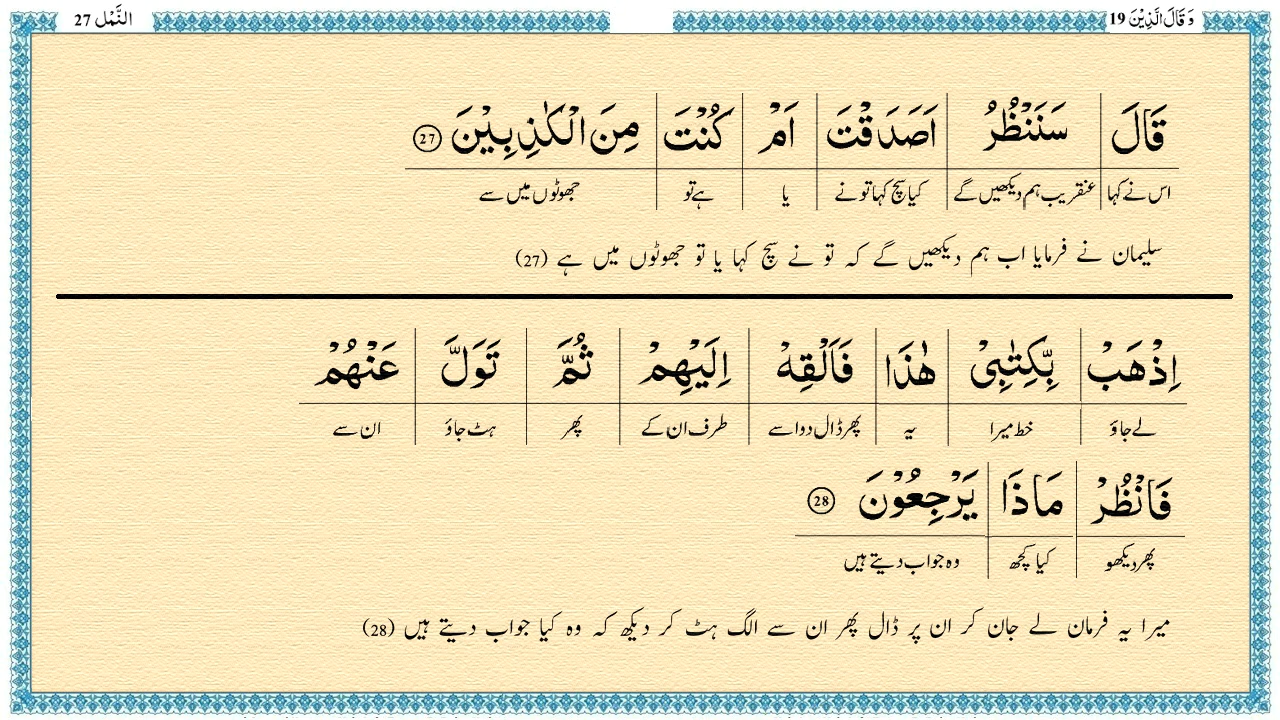 وَ قَالَ الَّذِیْنَ 19
النَّمْل 27
قَالَ سَنَنْظُرُ اَصَدَقْتَ اَمْ كُنْتَ مِنَ الْكٰذِبِیْنَ 27
اس نے کہا عنقریب ہم دیکھیں گے کیا سچ کہا تو نے یا ہے تو جھوٹوں میں سے
سلیمان نے فرمایا اب ہم دیکھیں گے کہ تو نے سچ کہا یا تو جھوٹوں میں ہے (27)
اِذْهَبْ بِّكِتٰبِیْ هٰذَا فَاَلْقِهْ اِلَیْهِمْ ثُمَّ تَوَلَّ عَنْهُمْ
لے جاؤ خط میرا یہ پھر ڈال دو اسے طرف ان کے پھر ہٹ جاؤ ان سے
فَانْظُرْ مَاذَا یَرْجِعُوْنَ 28
پھر دیکھو کیا کچھ وہ جواب دیتے ہیں
میرا یہ فرمان لے جان کر ان پر ڈال پھر ان سے الگ ہٹ کر دیکھ کہ وہ کیا جواب دیتے ہیں (28)